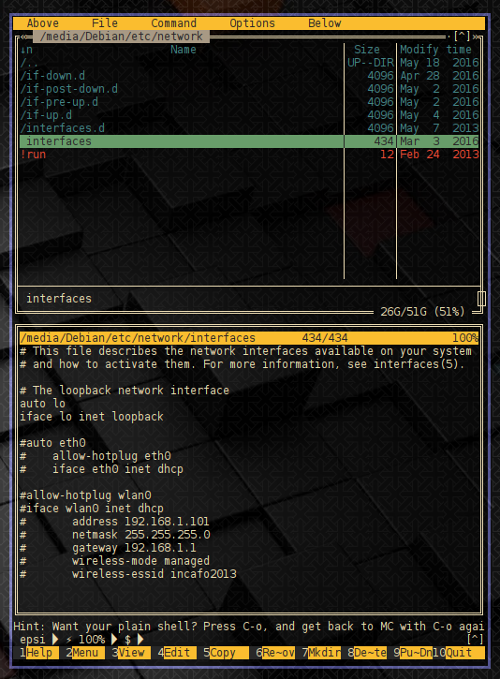 Above File Command Options Below
/media/Debian/etc/network .[^]
↓n Name Size Modify time
/.. UP--DIR May 18 2016
/if-down.d 4096 Apr 28 2016
/if-post-down.d 4096 May 2 2016
/if-pre-up.d 4096 May 2 2016
/if-up.d 4096 May 4 2016
/interfaces.d 4096 May 7 2013
interfaces 434 Mar 3 2016
!run 12 Feb 24 2013
interfaces
26G/51G (51%)
/media/Debian/etc/network/interfaces 434/434 100%
# This file describes the network interfaces available on your system
# and how to activate them. For more information, see interfaces(5).
# The loopback network interface
auto lo
iface lo inet loopback
#auto eth0
# allow-hotplug eth0
# iface eth0 inet dhcp
#allow-hotplug wlan0
#iface wlan0 inet dhcp
# address 192.168.1.101
# netmask 255.255.255.0
# gateway 192.168.1.1
# wireless-mode managed
# wireless-essid incafo2013
Hint: Want your plain shell? Press C-o, and get back to MC with C-o agai
epsi ⚡ 100% $ [^]
1Help 2Menu 3View 4Edit 5Copy 6Re~ov 7Mkdir 8De~te 9Pu~Dn 10Quit